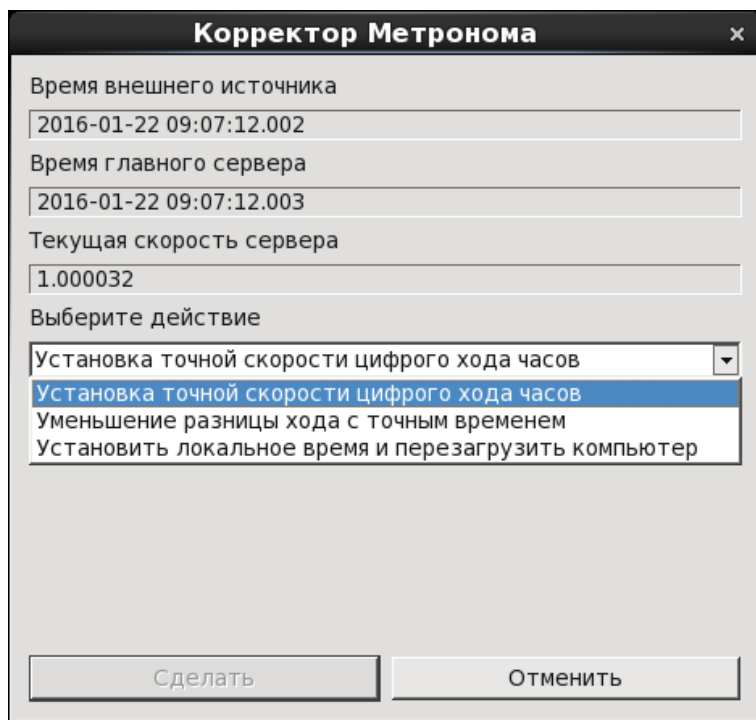 Корректор Метронома
Время внешнего источника
2016-01-22 09:07:12.002
Время главного сервера
2016-01-22 09:07:12.003
Текущая скорость сервера
1.000032
Выберите действие
Установка точной скорости цифрого хода часов
Установка точной скорости цифрого хода часов
Уменьшение разницы хода с точным временем
Установить локальное время и перезагрузить компьютер
Сделать
Отменить